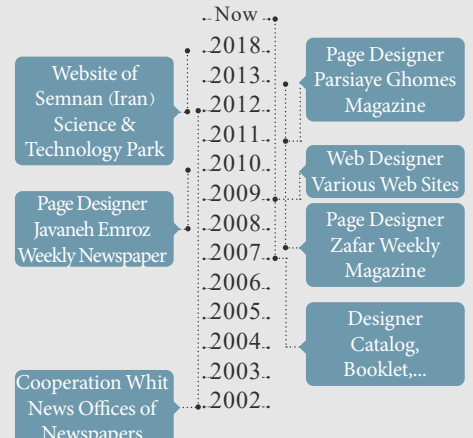 Now
2018
2013
2012
2011
2010
2009
2008
2007
2006
2005
2004
2003
2002
Website of
Semnan (Iran)
Science &
Technology Park
Page Designer
Javaneh Emroz
Weekly Newspaper
Cooperation Whit
News Offices of
Newspapers
Page Designer
Parsiaye Ghomes
Magazine
Web Designer
Various Web Sites
Page Designer
Zafar Weekly
Magazine
Designer
Catalog,
Booklet,...